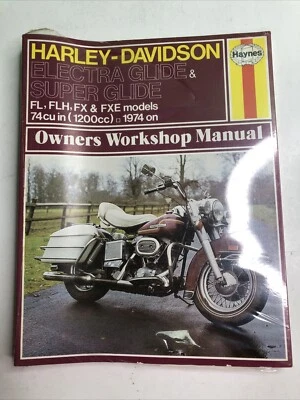 HARLEY-DAVIDSON
ELECTRA GLIDE &
SUPER GLIDE
FL, FLH, FX & FXE models
74cu in (1200cc) □ 1974 on
Haynes
Owners Workshop Manual